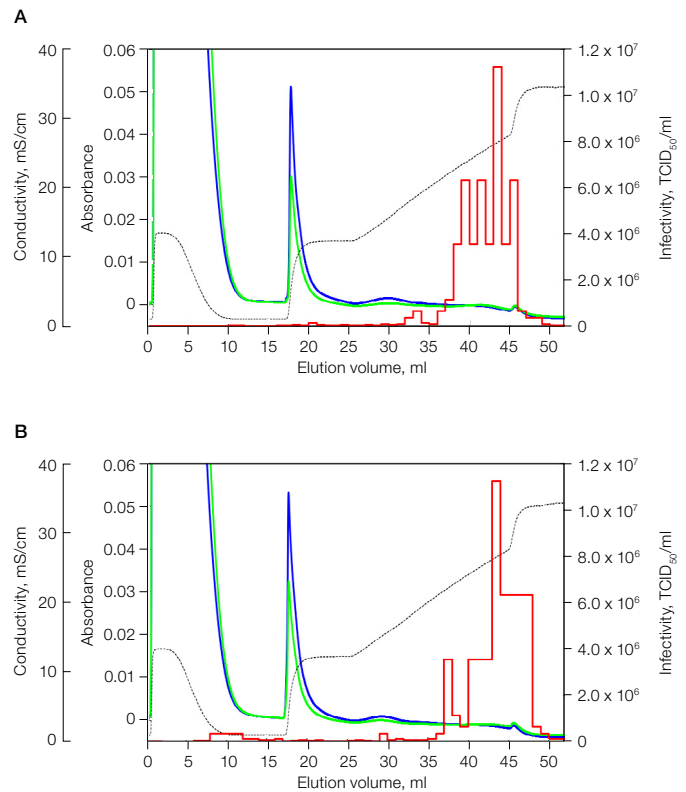 A
Conductivity, mS/cm
40
30
20
10
0
Absorbance
0.06
0.05
0.04
0.03
0.02
0.01
0
1.2 x 10⁷
1.0 x 10⁷
8.0 x 10⁶
6.0 x 10⁶
4.0 x 10⁶
2.0 x 10⁶
0
Infectivity, TCID₅₀/ml
0 5 10 15 20 25 30 35 40 45 50
Elution volume, ml
B
Conductivity, mS/cm
40
30
20
10
0
Absorbance
0.06
0.05
0.04
0.03
0.02
0.01
0
1.2 x 10⁷
1.0 x 10⁷
8.0 x 10⁶
6.0 x 10⁶
4.0 x 10⁶
2.0 x 10⁶
0
Infectivity, TCID₅₀/ml
0 5 10 15 20 25 30 35 40 45 50
Elution volume, ml